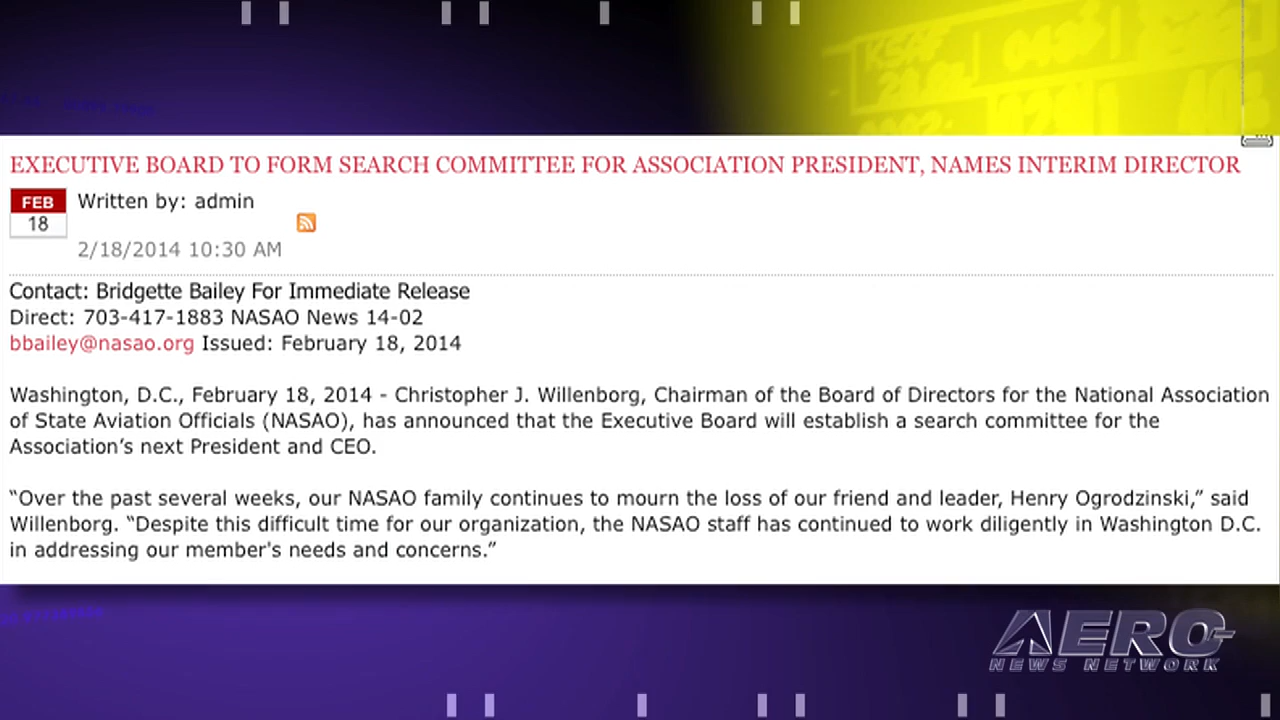 EXECUTIVE BOARD TO FORM SEARCH COMMITTEE FOR ASSOCIATION PRESIDENT, NAMES INTERIM DIRECTOR
FEB
18
Written by: admin
2/18/2014 10:30 AM
Contact: Bridgette Bailey For Immediate Release
Direct: 703-417-1883 NASAO News 14-02
bbailey@nasao.org Issued: February 18, 2014
Washington, D.C., February 18, 2014 - Christopher J. Willenborg, Chairman of the Board of Directors for the National Association
of State Aviation Officials (NASAO), has announced that the Executive Board will establish a search committee for the
Association’s next President and CEO.
“Over the past several weeks, our NASAO family continues to mourn the loss of our friend and leader, Henry Ogrodzinski,” said
Willenborg. “Despite this difficult time for our organization, the NASAO staff has continued to work diligently in Washington D.C.
in addressing our member's needs and concerns.”
AERO
NEWS NETWORK